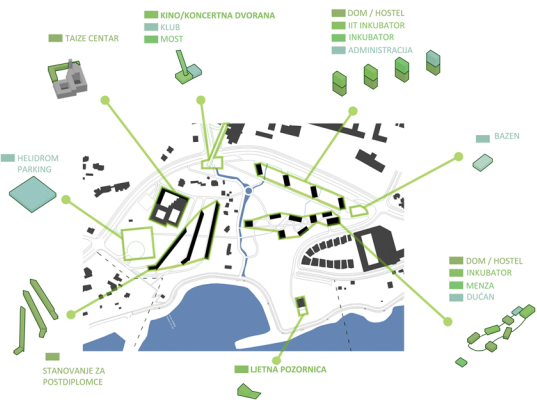 KINO/KONCERTNA DVORANA
KLUB
MOST
DOM / HOSTEL
IIT INKUBATOR
INKUBATOR
ADMINISTRACIJA
TAIZE CENTAR
BAZEN
HELIDROM
PARKING
DOM / HOSTEL
INKUBATOR
MENZA
DUĆAN
STANOVANJE ZA
POSTDIPLOMCE
LJETNA POZORNICA